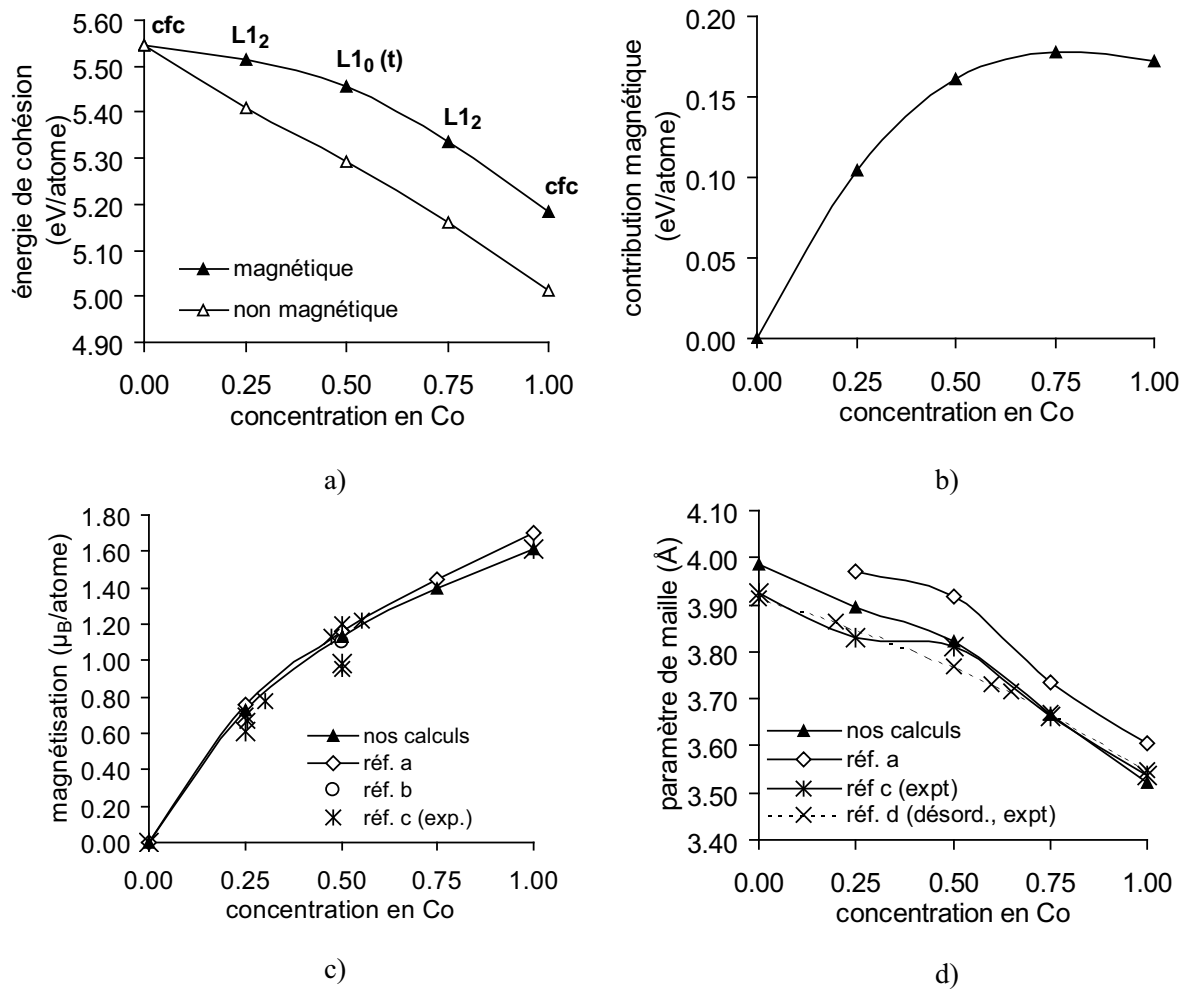 énergie de cohésion
(eV/atome)
5.60
5.50
5.40
5.30
5.20
5.10
5.00
4.90
cfc
L1₂
L1₀ (t)
L1₂
cfc
magnétique
non magnétique
0.00 0.25 0.50 0.75 1.00
concentration en Co
a)
contribution magnétique
(eV/atome)
0.20
0.15
0.10
0.05
0.00
0.00 0.25 0.50 0.75 1.00
concentration en Co
b)
magnétisation (μB/atome)
1.80
1.60
1.40
1.20
1.00
0.80
0.60
0.40
0.20
0.00
nos calculs
réf. a
réf. b
réf. c (exp.)
0.00 0.25 0.50 0.75 1.00
concentration en Co
c)
paramètre de maille (Å)
4.10
4.00
3.90
3.80
3.70
3.60
3.50
3.40
nos calculs
réf. a
réf c (expt)
réf. d (désord., expt)
0.00 0.25 0.50 0.75 1.00
concentration en Co
d)